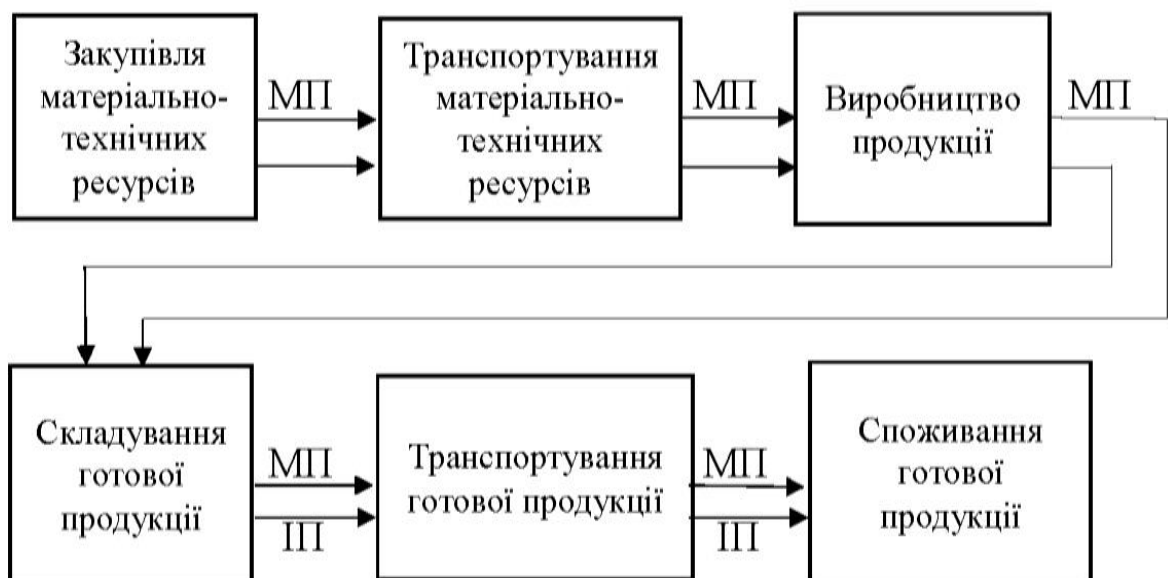 Закупівля
матеріально-
технічних
ресурсів
МП
Транспортування
матеріально-
технічних
ресурсів
МП
Виробництво
продукції
МП
Складування
готової
продукції
МП
ІП
Транспортування
готової продукції
МП
ІП
Споживання
готової
продукції